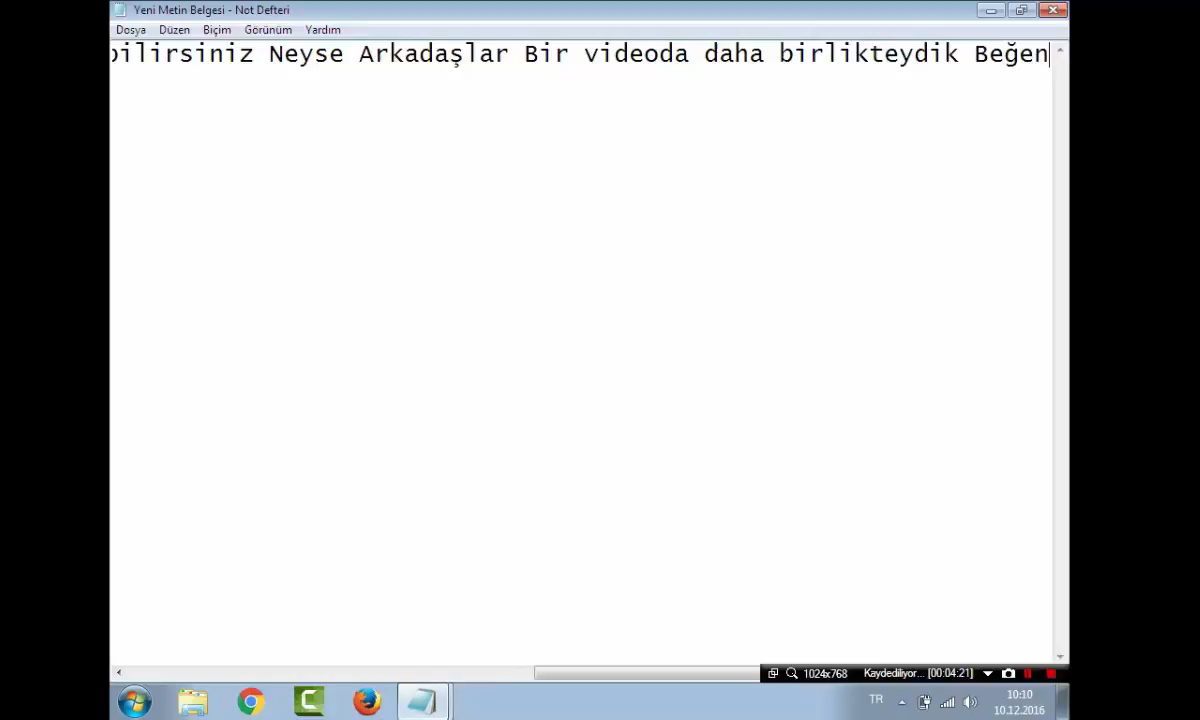 Yeni Metin Belgesi - Not Defteri
Dosya Düzen Biçim Görünüm Yardım
bilirsiniz Neyse Arkadaşlar Bir videoda daha birlikteydik Beğen
1024x768 Kaydediliyor... [00:04:21]
TR
10:10
10.12.2016